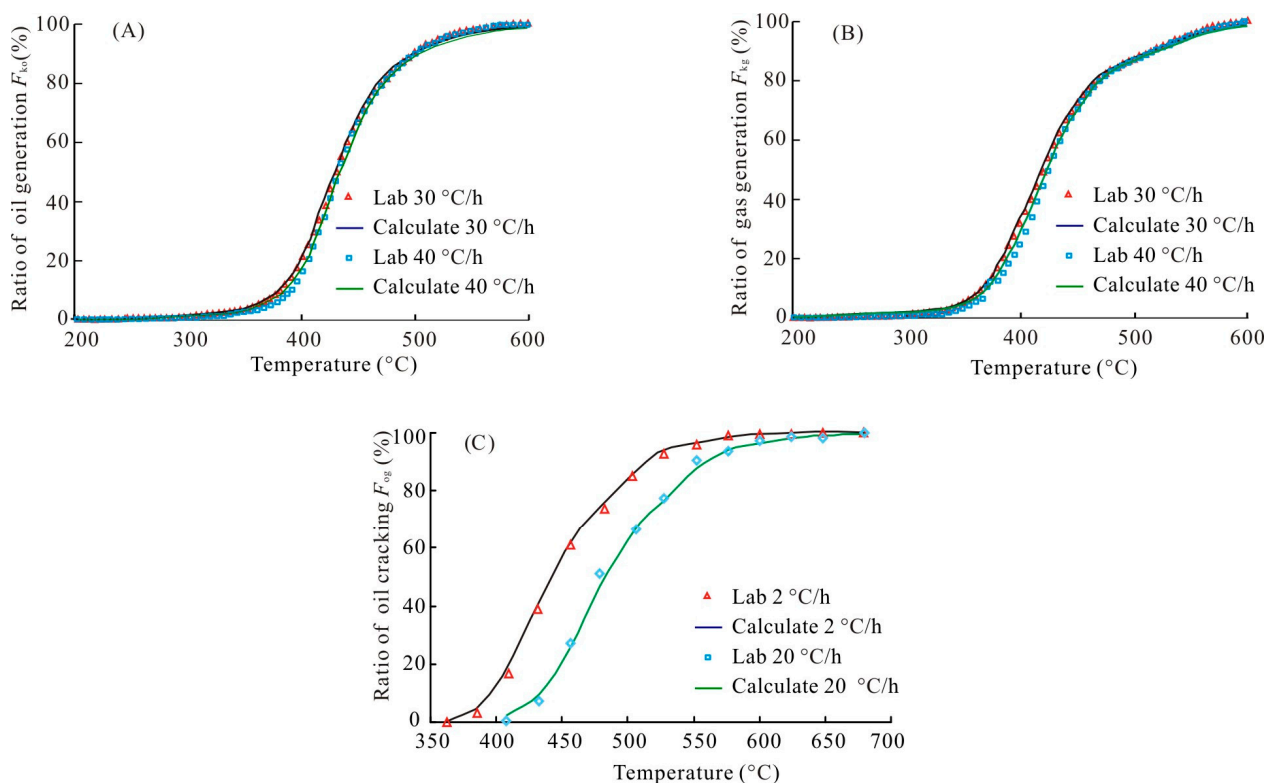 (A)
Ratio of oil generation Fko(%)
100
80
60
40
20
0
200 300 400 500 600
Temperature (°C)
Lab 30 °C/h
Calculate 30 °C/h
Lab 40 °C/h
Calculate 40 °C/h
(B)
Ratio of gas generation Fkg (%)
100
80
60
40
20
0
200 300 400 500 600
Temperature (°C)
Lab 30 °C/h
Calculate 30 °C/h
Lab 40 °C/h
Calculate 40 °C/h
(C)
Ratio of oil cracking Fog (%)
100
80
60
40
20
0
350 400 450 500 550 600 650 700
Temperature (°C)
Lab 2 °C/h
Calculate 2 °C/h
Lab 20 °C/h
Calculate 20 °C/h